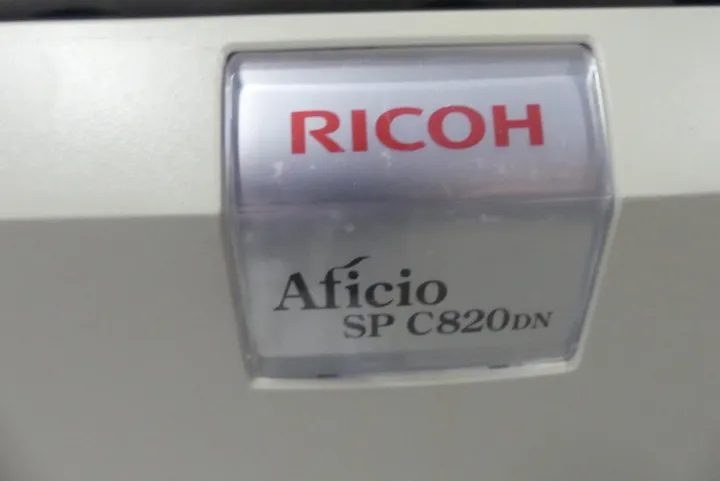 RICOH
Aficio
SP C820DN